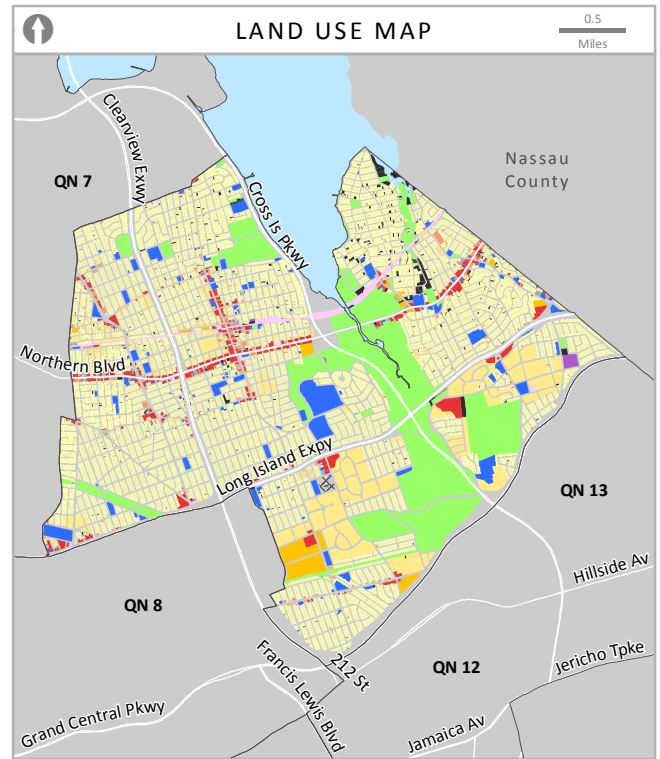 LAND USE MAP
0.5
Miles
Clearview Expy
Nassau
County
QN 7
Cross Is Pkwy
Northern Blvd
Long Island Expy
QN 13
Hillside Av
QN 8
212 St
QN 12
Jericho Tpke
Francis Lewis Blvd
Grand Central Pkwy
Jamaica Av